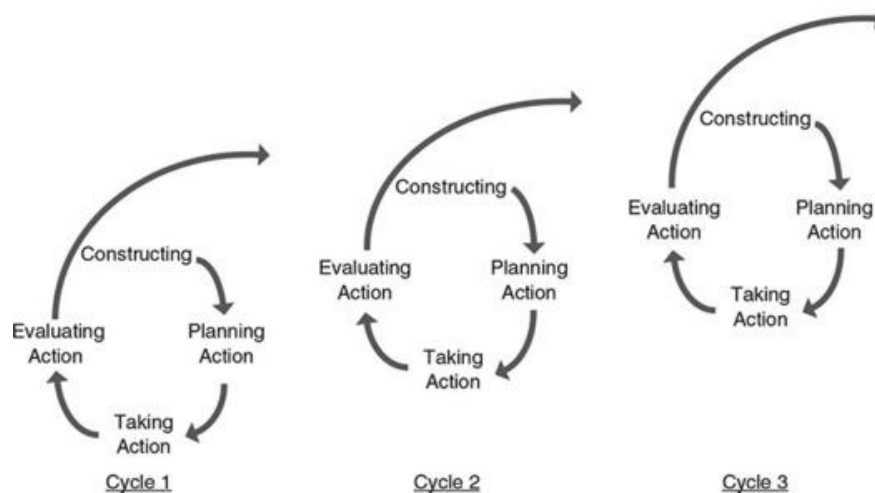 Constructing
Planning
Action
Taking
Action
Evaluating
Action
Cycle 1
Constructing
Planning
Action
Taking
Action
Evaluating
Action
Cycle 2
Constructing
Planning
Action
Taking
Action
Evaluating
Action
Cycle 3